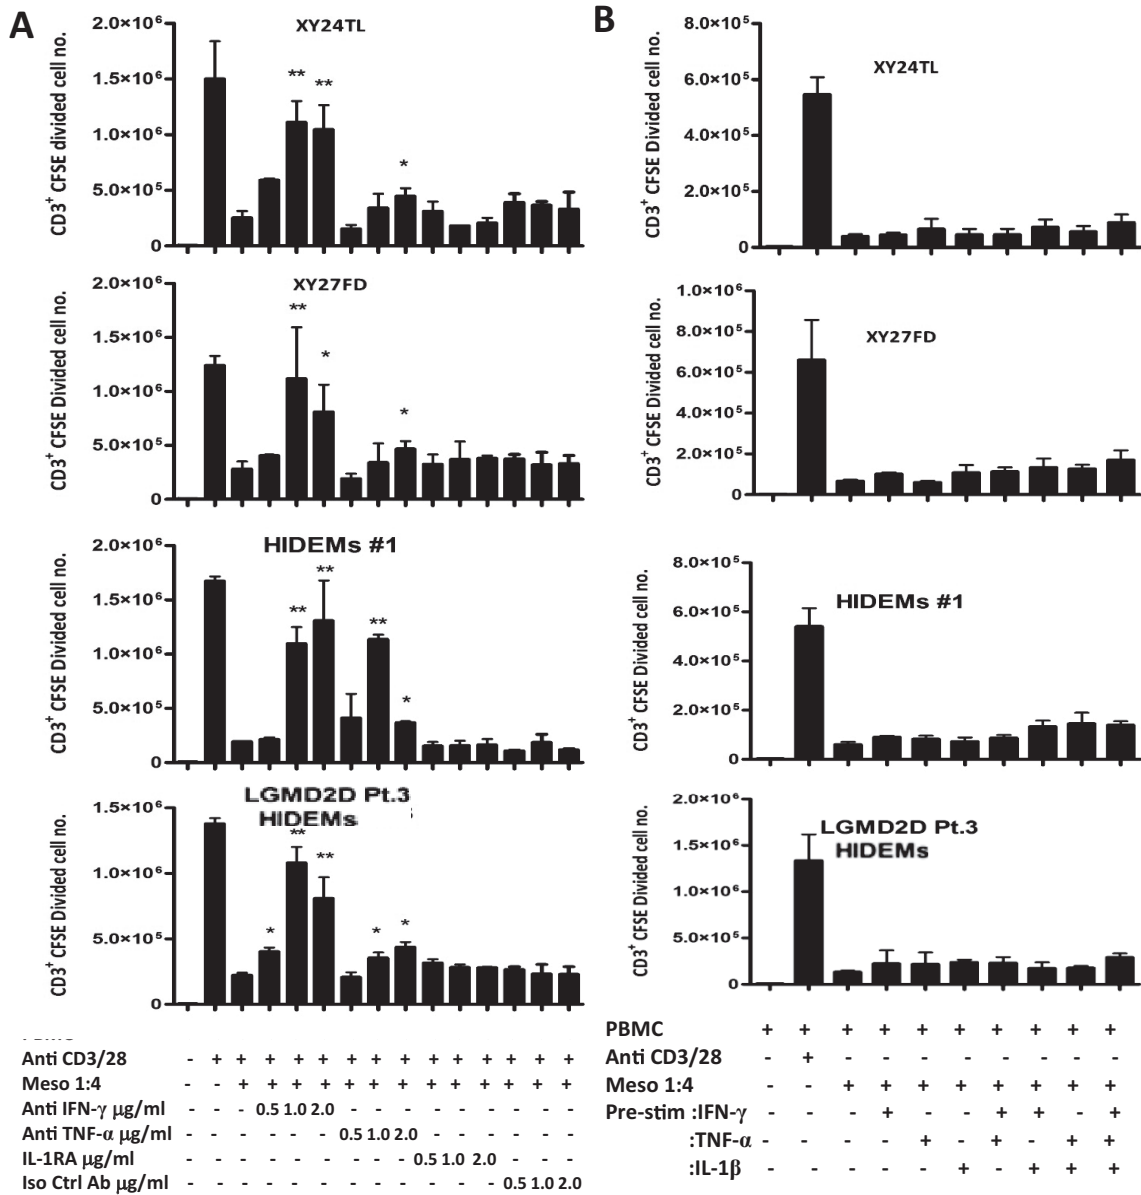 A
XY24TL
CD3+ CFSE divided cell no.
2.0×10⁶
1.5×10⁶
1.0×10⁶
5.0×10⁵
0
** ** *
XY27FD
CD3+ CFSE Divided cell no.
2.0×10⁶
1.5×10⁶
1.0×10⁶
5.0×10⁵
0
** * *
HIDEMs #1
CD3+ CFSE Divided cell no.
2.0×10⁶
1.5×10⁶
1.0×10⁶
5.0×10⁵
0
** ** ** *
LGMD2D Pt.3
HIDEMs
CD3+ CFSE Divided cell no.
1.5×10⁶
1.0×10⁶
5.0×10⁵
0
* ** ** * *
Anti CD3/28 - + + + + + + + + + + + + + +
Meso 1:4 - - + + + + + + + + + + + + +
Anti IFN-γ μg/ml - - - 0.5 1.0 2.0 - - - - - - - - -
Anti TNF-α μg/ml - - - - - - 0.5 1.0 2.0 - - - - - -
IL-1RA μg/ml - - - - - - - - - 0.5 1.0 2.0 - - -
Iso Ctrl Ab μg/ml - - - - - - - - - - - - 0.5 1.0 2.0
B
XY24TL
CD3+ CFSE Divided cell no.
8.0×10⁵
6.0×10⁵
4.0×10⁵
2.0×10⁵
0
XY27FD
CD3+ CFSE Divided cell no.
1.0×10⁶
8.0×10⁵
6.0×10⁵
4.0×10⁵
2.0×10⁵
0
HIDEMs #1
CD3+ CFSE Divided cell no.
8.0×10⁵
6.0×10⁵
4.0×10⁵
2.0×10⁵
0
LGMD2D Pt.3
HIDEMs
CD3+ CFSE Divided cell no.
2.0×10⁶
1.5×10⁶
1.0×10⁶
5.0×10⁵
0
PBMC + + + + + + + + + +
Anti CD3/28 - + - - - - - - - -
Meso 1:4 - - + + + + + + + +
Pre-stim :IFN-γ - - - + - - + + - +
:TNF-α - - - - + - + - + +
:IL-1β - - - - - + - + + +